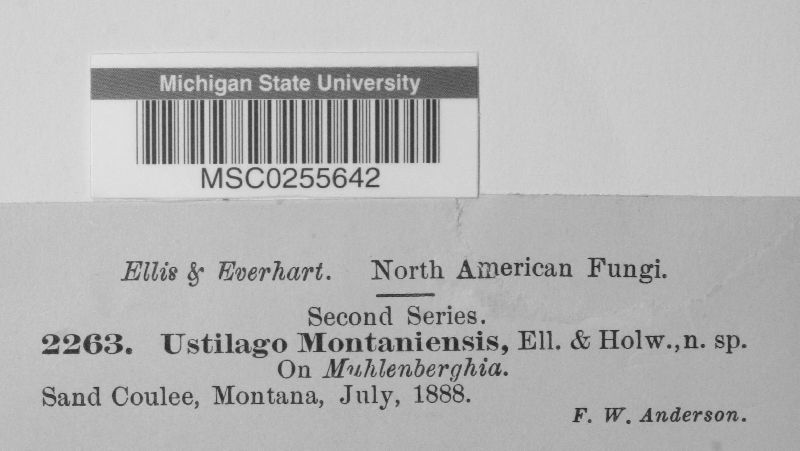 Michigan State University
MSC0255642
Ellis & Everhart. North American Fungi.
Second Series.
2263. Ustilago Montaniensis, Ell. & Holw., n. sp.
On Muhlenberghia.
Sand Coulee, Montana, July, 1888.
F. W. Anderson.